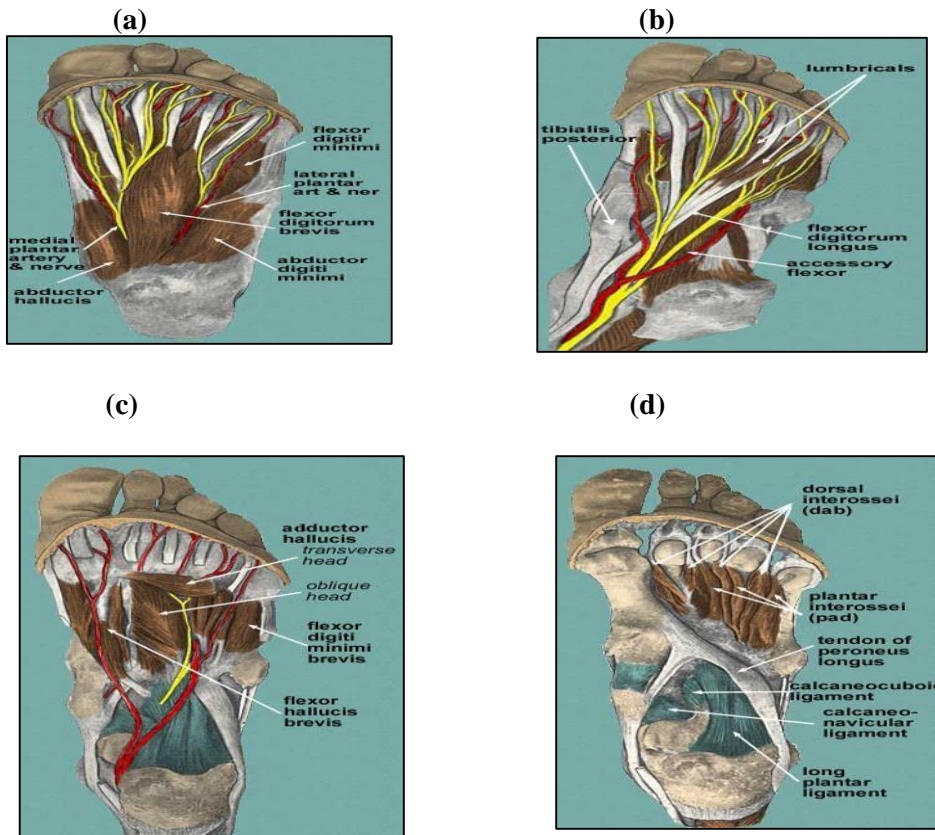 (a)
flexor
digiti
minimi
lateral
plantar
art & ner
flexor
digitorum
brevis
abductor
digiti
minimi
medial
plantar
artery
& nerve
abductor
hallucis
(b)
lumbricals
tibialis
posterior
flexor
digitorum
longus
accessory
flexor
(c)
adductor
hallucis
transverse
head
oblique
head
flexor
digiti
minimi
brevis
flexor
hallucis
brevis
(d)
dorsal
interossei
(dab)
plantar
interossei
(pad)
tendon of
peroneus
longus
calcaneocuboid
ligament
calcaneo-
navicular
ligament
long
plantar
ligament